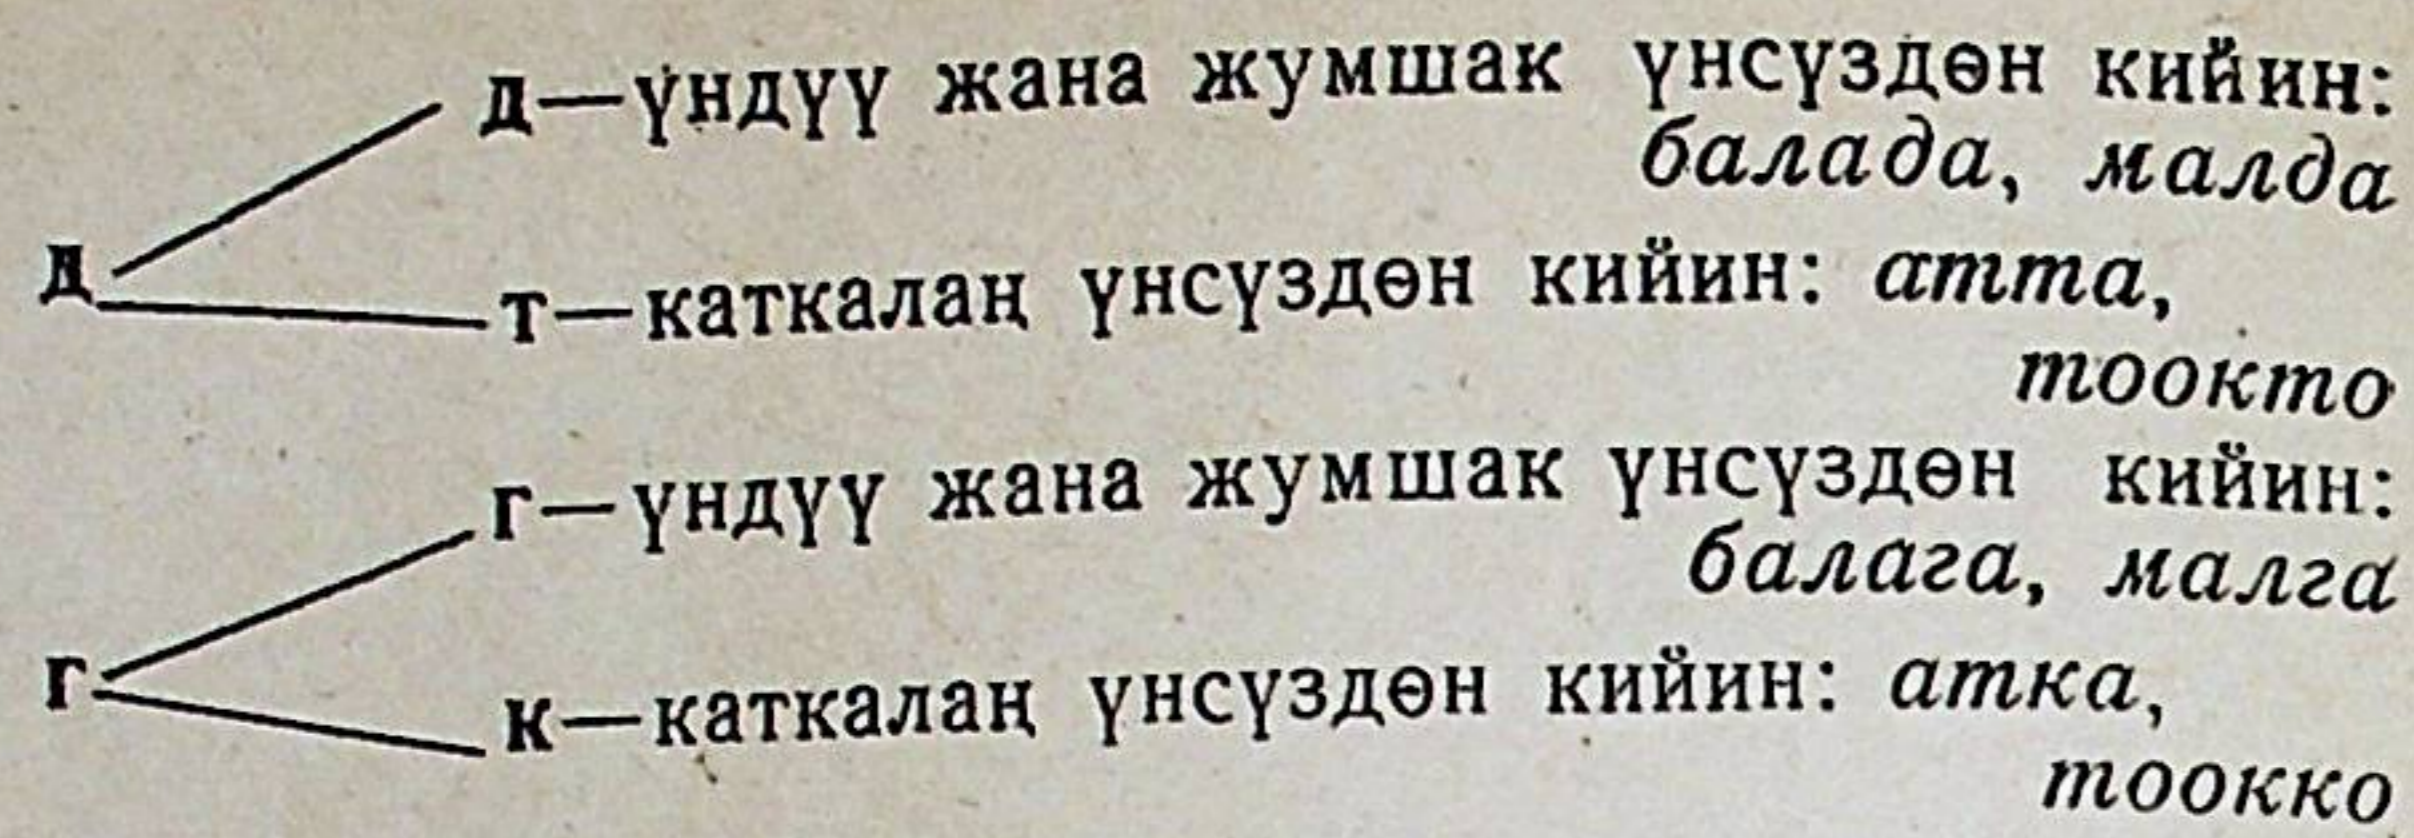 д—үндүү жана жумшак үнсүздөн кийин:
балада, малда
д
т—каткалаң үнсүздөн кийин: атта,
тоокто
г—үндүү жана жумшак үнсүздөн кийин:
балага, малга
г
к—каткалаң үнсүздөн кийин: атка,
тоокко